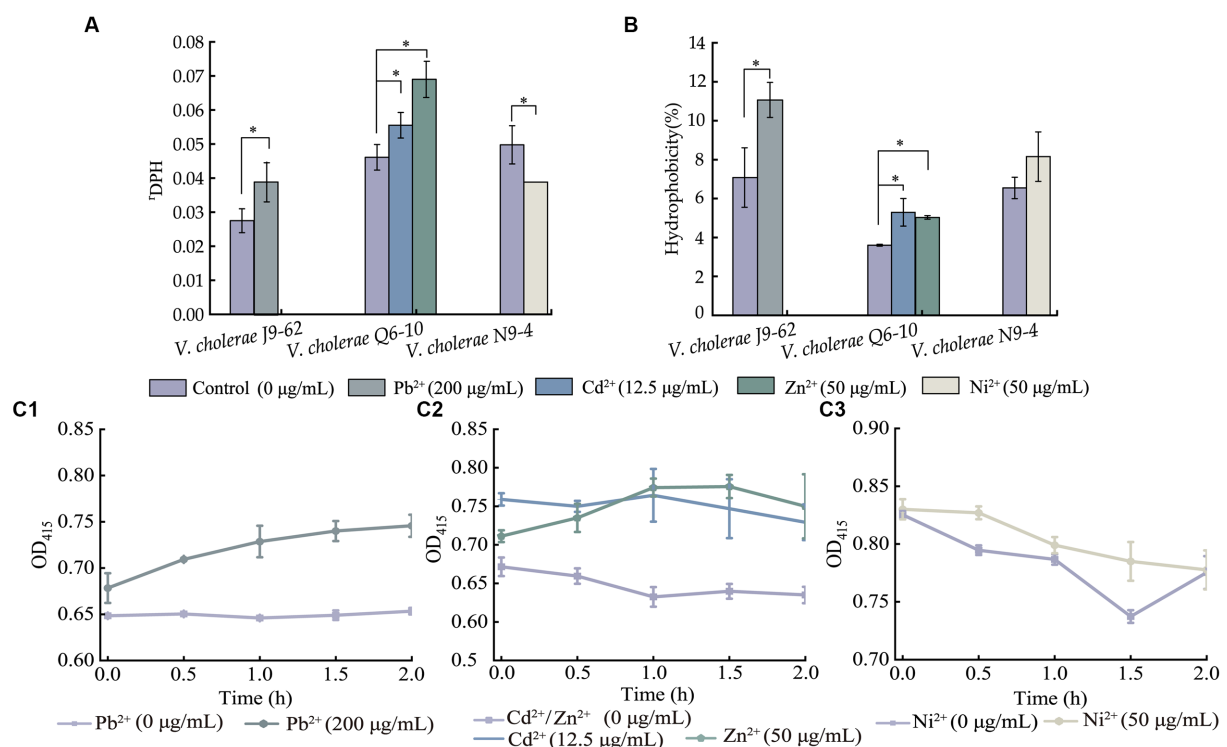 A
0.08
0.07
0.06
0.05
0.04
0.03
0.02
0.01
0.00
rDPH
*
*
*
*
V. cholerae J9-62
V. cholerae Q6-10
V. cholerae N9-4
B
14
12
10
8
6
4
2
0
Hydrophobicity(%)
*
*
*
V. cholerae J9-62
V. cholerae Q6-10
V. cholerae N9-4
Control (0 μg/mL)
Pb²⁺ (200 μg/mL)
Cd²⁺ (12.5 μg/mL)
Zn²⁺ (50 μg/mL)
Ni²⁺ (50 μg/mL)
C1
0.85
0.80
0.75
0.70
0.65
0.60
OD₄₁₅
0.0 0.5 1.0 1.5 2.0
Time (h)
Pb²⁺ (0 μg/mL)
Pb²⁺ (200 μg/mL)
C2
0.85
0.80
0.75
0.70
0.65
0.60
0.5
OD₄₁₅
0.0 0.5 1.0 1.5 2.0
Time (h)
Cd²⁺/Zn²⁺ (0 μg/mL)
Cd²⁺ (12.5 μg/mL)
Zn²⁺ (50 μg/mL)
C3
0.90
0.85
0.80
0.75
0.70
OD₄₁₅
0.0 0.5 1.0 1.5 2.0
Time (h)
Ni²⁺ (0 μg/mL)
Ni²⁺ (50 μg/mL)